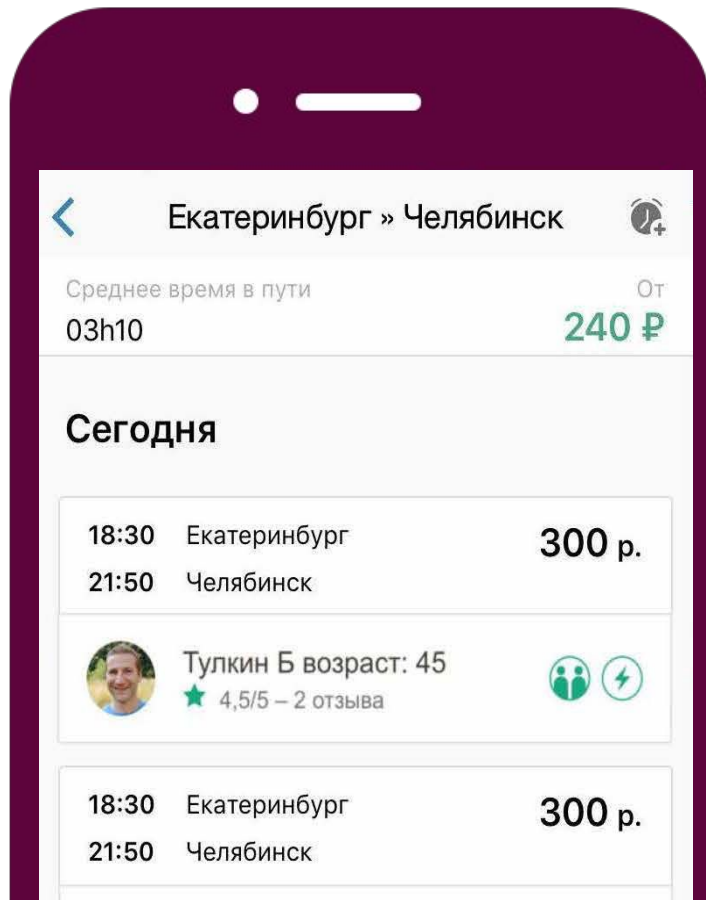 Екатеринбург » Челябинск
Среднее время в пути От
03h10 240 ₽
Сегодня
18:30 Екатеринбург 300 р.
21:50 Челябинск
Тулкин Б возраст: 45
4,5/5 – 2 отзыва
18:30 Екатеринбург 300 р.
21:50 Челябинск